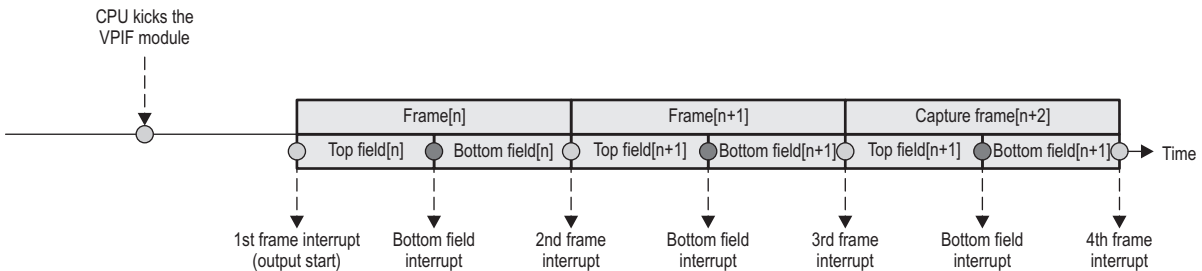 CPU kicks the
VPIF module
Frame[n]
Frame[n+1]
Capture frame[n+2]
Top field[n]
Bottom field[n]
Top field[n+1]
Bottom field[n+1]
Top field[n+1]
Bottom field[n+1]
Time
1st frame interrupt
(output start)
Bottom field
interrupt
2nd frame
interrupt
Bottom field
interrupt
3rd frame
interrupt
Bottom field
interrupt
4th frame
interrupt